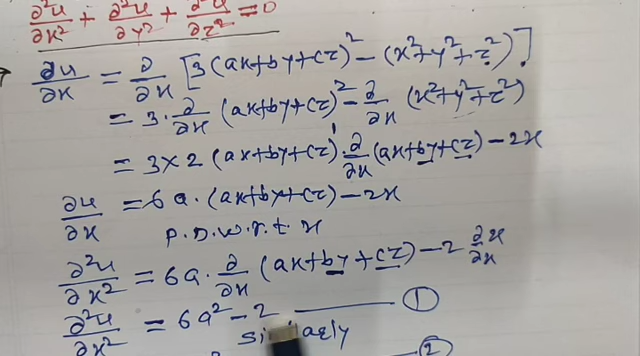 ∂²u/∂x² + ∂²u/∂y² + ∂²u/∂z² = 0
∂u/∂x = ∂/∂x [3(ax+by+cz)² - (x²+y²+z²)]
= 3·∂/∂x (ax+by+cz)² - ∂/∂x (x²+y²+z²)
= 3×2 (ax+by+cz)¹·∂/∂x (ax+by+cz) - 2x
∂u/∂x = 6a·(ax+by+cz) - 2x
P.D.w.r.t x
∂²u/∂x² = 6a·∂/∂x (ax+by+cz) - 2 ∂x/∂x
∂²u/∂x² = 6a² - 2 ——— ①
②